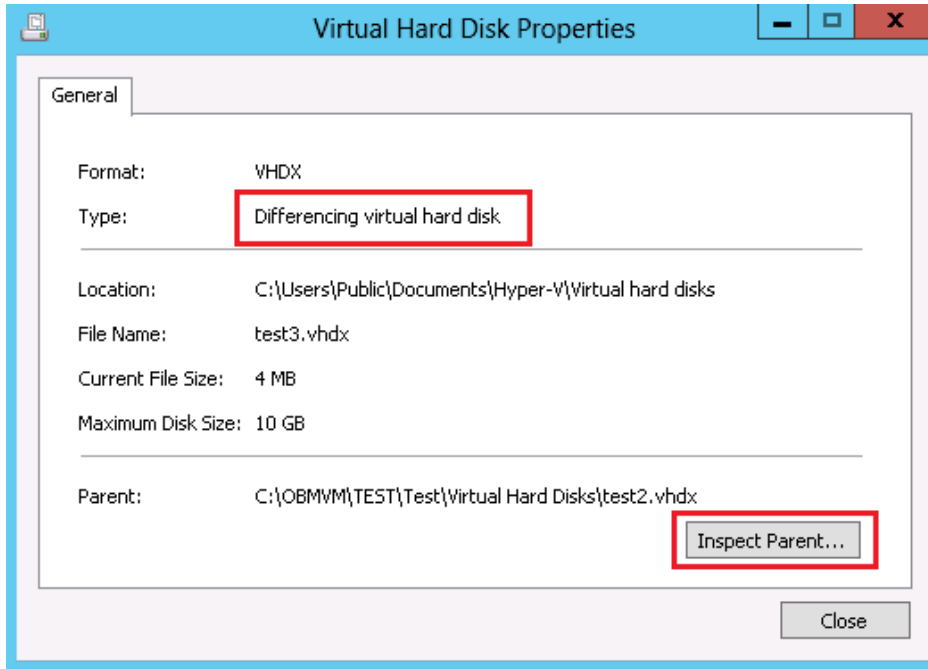 Virtual Hard Disk Properties
General
Format: VHDX
Type: Differencing virtual hard disk
Location: C:\Users\Public\Documents\Hyper-V\Virtual hard disks
File Name: test3.vhdx
Current File Size: 4 MB
Maximum Disk Size: 10 GB
Parent: C:\OBMVM\TEST\Test\Virtual Hard Disks\test2.vhdx
Inspect Parent...
Close